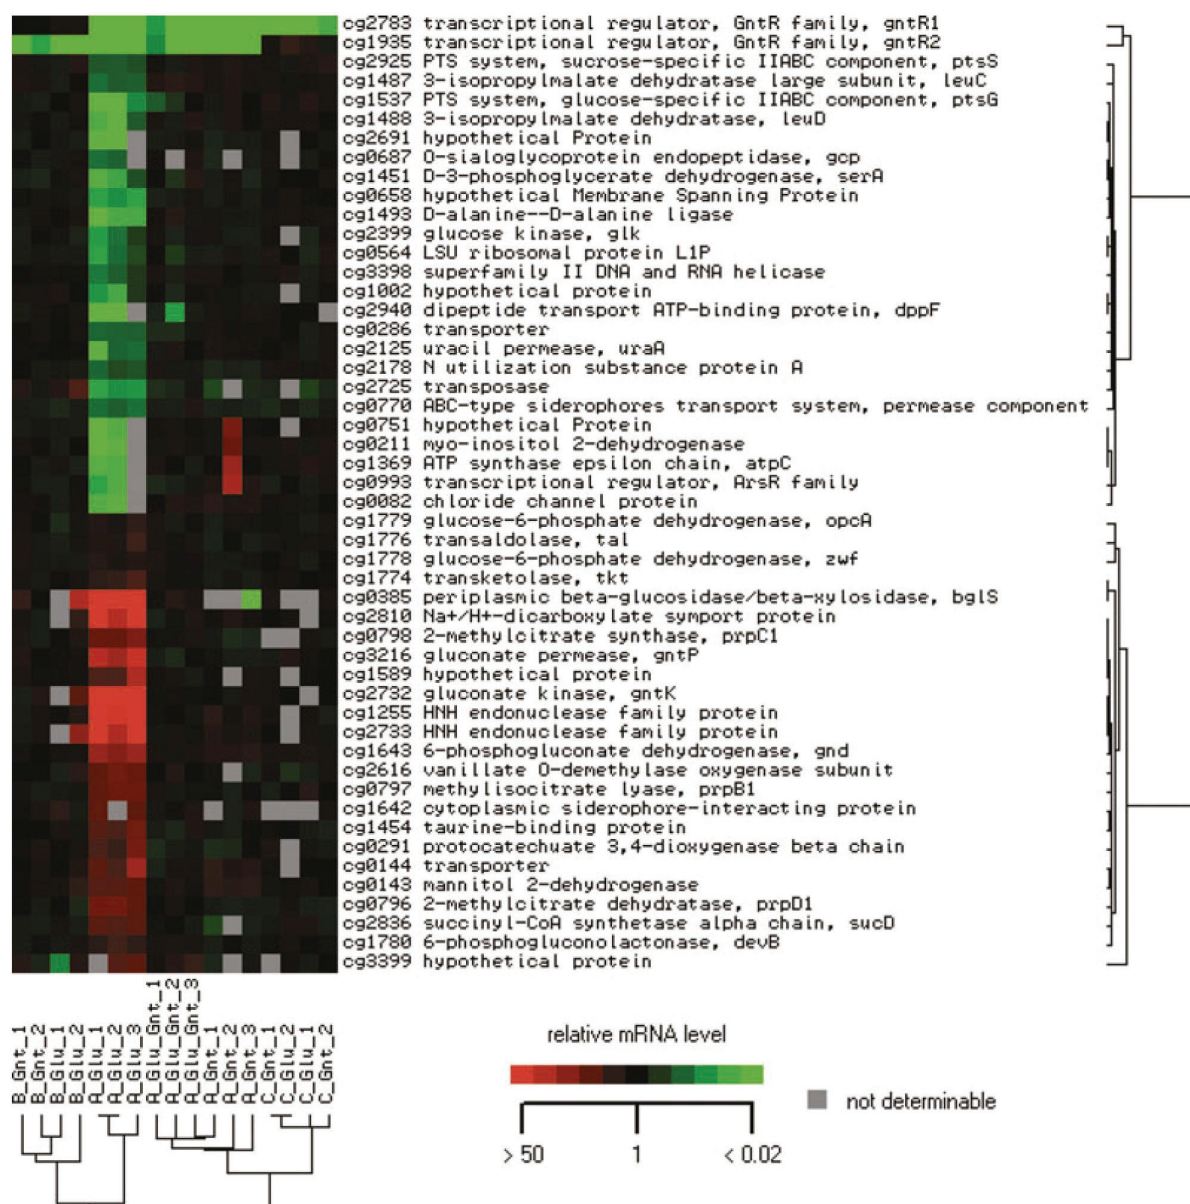 cg2783 transcriptional regulator, GntR family, gntR1
cg1935 transcriptional regulator, GntR family, gntR2
cg2925 PTS system, sucrose-specific IIABC component, ptsS
cg1487 3-isopropylmalate dehydratase large subunit, leuC
cg1537 PTS system, glucose-specific IIABC component, ptsG
cg1488 3-isopropylmalate dehydratase, leuD
cg2691 hypothetical Protein
cg0687 O-sialoglycoprotein endopeptidase, gcp
cg1451 D-3-phosphoglycerate dehydrogenase, serA
cg0658 hypothetical Membrane Spanning Protein
cg1493 D-alanine--D-alanine ligase
cg2399 glucose kinase, glk
cg0564 LSU ribosomal protein L1P
cg3398 superfamily II DNA and RNA helicase
cg1002 hypothetical protein
cg2940 dipeptide transport ATP-binding protein, dppF
cg0286 transporter
cg2125 uracil permease, uraA
cg2178 N utilization substance protein A
cg2725 transposase
cg0770 ABC-type siderophores transport system, permease component
cg0751 hypothetical Protein
cg0211 myo-inositol 2-dehydrogenase
cg1369 ATP synthase epsilon chain, atpC
cg0993 transcriptional regulator, ArsR family
cg0082 chloride channel protein
cg1779 glucose-6-phosphate dehydrogenase, opcA
cg1776 transaldolase, tal
cg1778 glucose-6-phosphate dehydrogenase, zwf
cg1774 transketolase, tkt
cg0385 periplasmic beta-glucosidase/beta-xylosidase, bglS
cg2810 Na+/H+-dicarboxylate symport protein
cg0798 2-methylcitrate synthase, prpC1
cg3216 gluconate permease, gntP
cg1589 hypothetical protein
cg2732 gluconate kinase, gntK
cg1255 HNH endonuclease family protein
cg2733 HNH endonuclease family protein
cg1643 6-phosphogluconate dehydrogenase, gnd
cg2616 vanillate O-demethylase oxygenase subunit
cg0797 methylisocitrate lyase, prpB1
cg1642 cytoplasmic siderophore-interacting protein
cg1454 taurine-binding protein
cg0291 protocatechuate 3,4-dioxygenase beta chain
cg0144 transporter
cg0143 mannitol 2-dehydrogenase
cg0796 2-methylcitrate dehydratase, prpD1
cg2836 succinyl-CoA synthetase alpha chain, sucD
cg1780 6-phosphogluconolactonase, devB
cg3399 hypothetical protein
B_Gnt_1
B_Gnt_2
B_Glu_1
B_Glu_2
A_Glu_1
A_Glu_2
A_Glu_3
A_Glu_Gnt_1
A_Glu_Gnt_2
A_Glu_Gnt_3
A_Gnt_1
A_Gnt_2
A_Gnt_3
C_Gnt_1
C_Glu_2
C_Glu_1
C_Gnt_2
relative mRNA level
> 50 1 < 0.02
not determinable